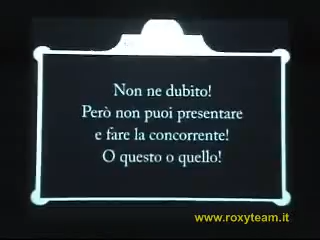 Non ne dubito!
Però non puoi presentare
e fare la concorrente!
O questo o quello!
www.roxyteam.it